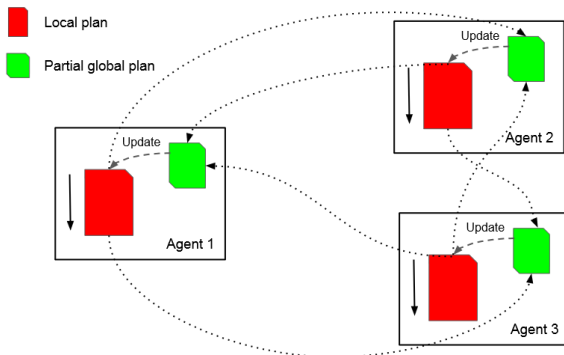 Local plan
Partial global plan
Update
Agent 2
Update
Agent 1
Update
Agent 3